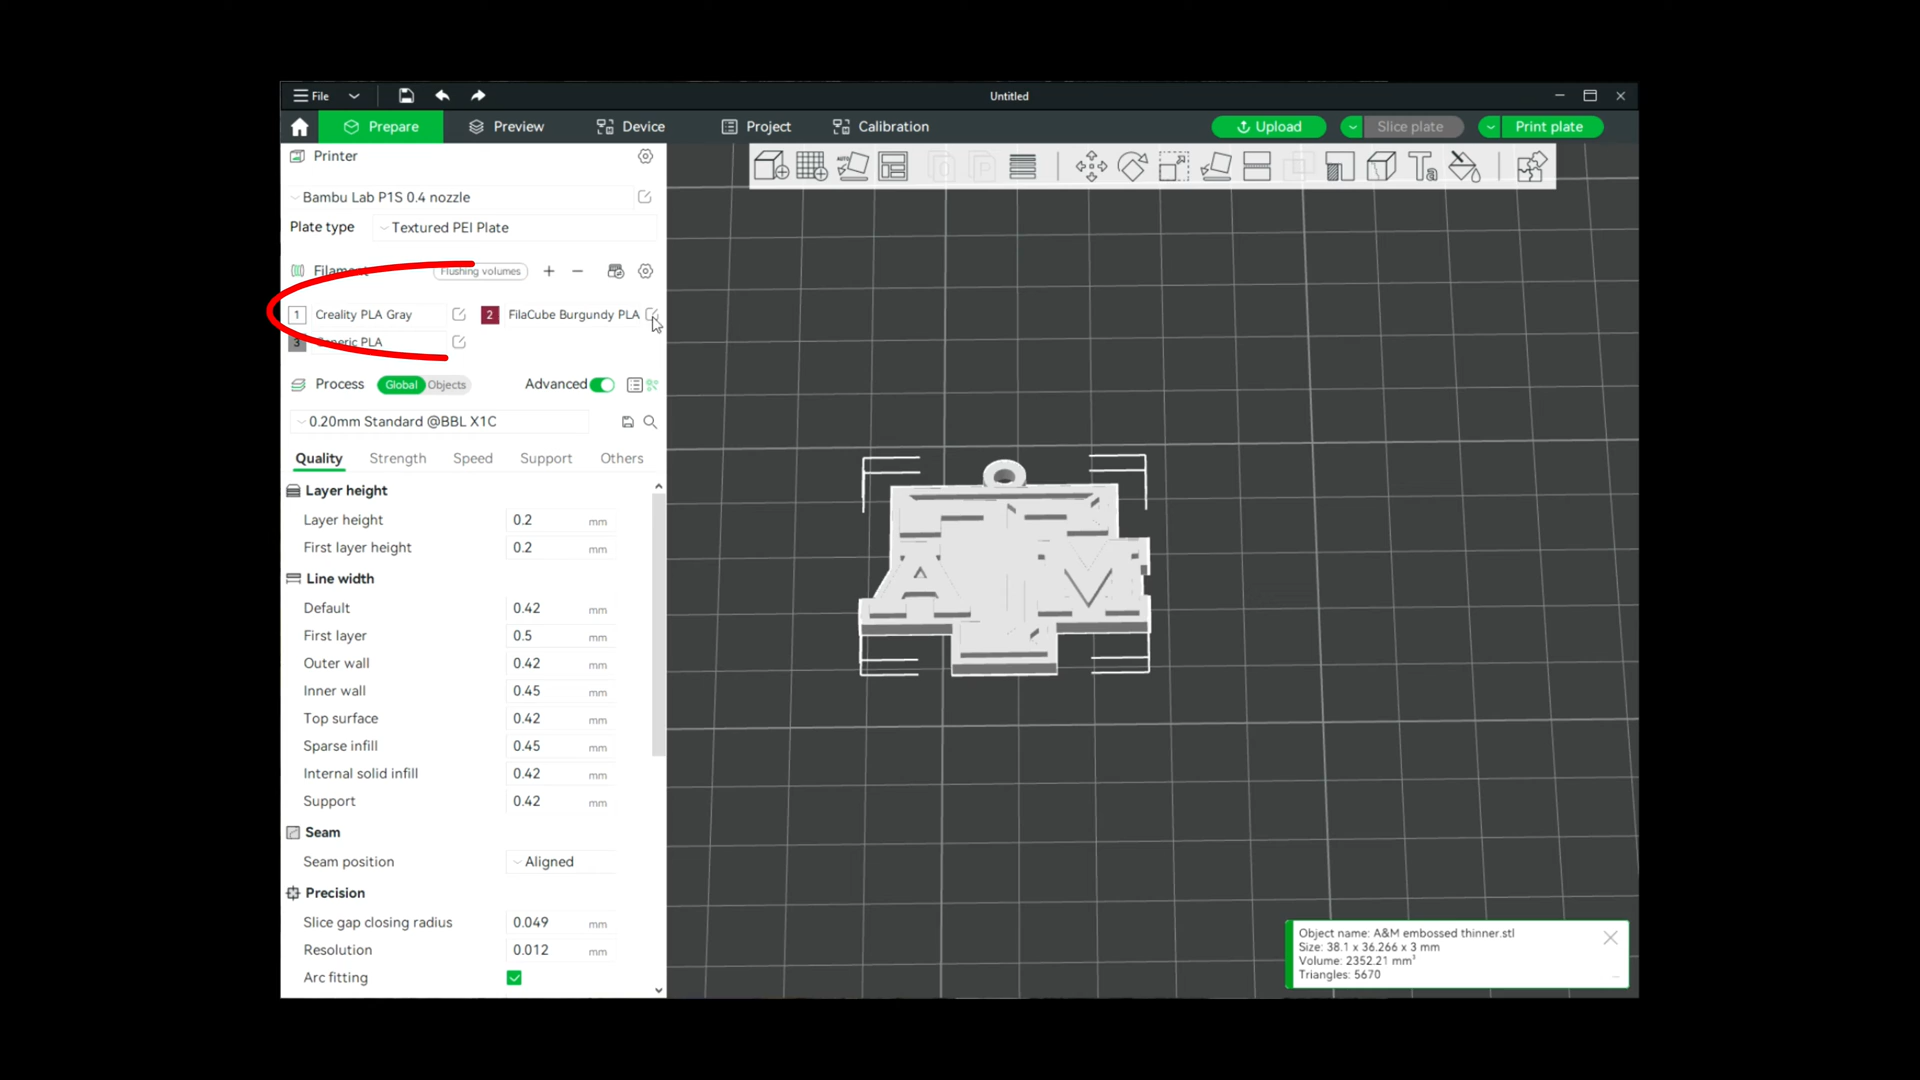 File
Untitled
Prepare
Preview
Device
Project
Calibration
Upload
Slice plate
Print plate
Printer
Bambu Lab P1S 0.4 nozzle
Plate type
Textured PEI Plate
Filament
Flushing volumes
1 Creality PLA Gray
2 FilaCube Burgundy PLA
3 Generic PLA
Process
Global
Objects
Advanced
0.20mm Standard @BBL X1C
Quality
Strength
Speed
Support
Others
Layer height
Layer height 0.2 mm
First layer height 0.2 mm
Line width
Default 0.42 mm
First layer 0.5 mm
Outer wall 0.42 mm
Inner wall 0.45 mm
Top surface 0.42 mm
Sparse infill 0.45 mm
Internal solid infill 0.42 mm
Support 0.42 mm
Seam
Seam position Aligned
Precision
Slice gap closing radius 0.049 mm
Resolution 0.012 mm
Arc fitting
AUTO
O
P
Ta
A T M
Object name: A&M embossed thinner.stl
Size: 38.1 x 36.266 x 3 mm
Volume: 2352.21 mm³
Triangles: 5670